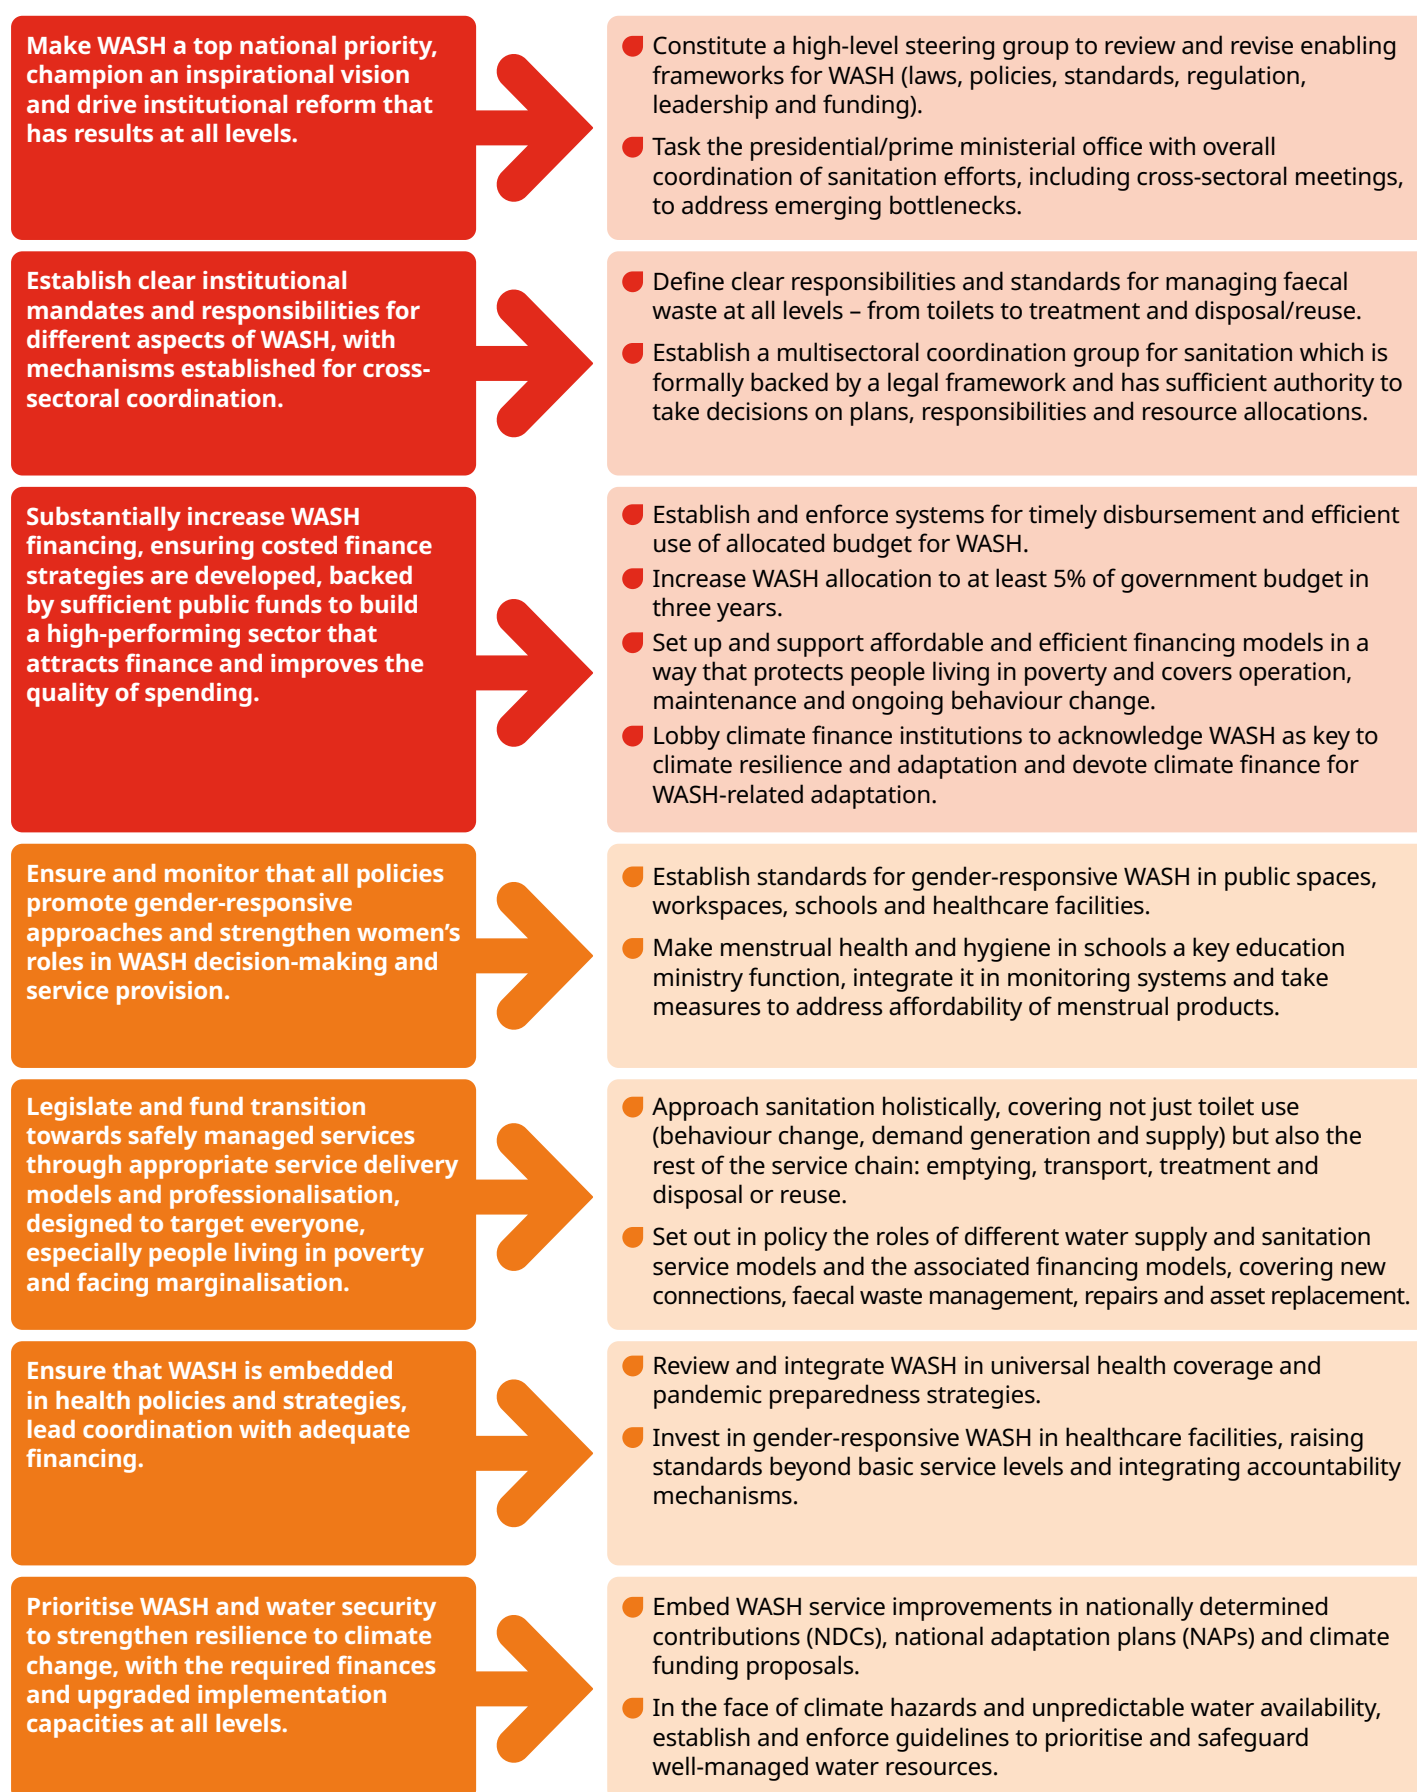 Make WASH a top national priority,
champion an inspirational vision
and drive institutional reform that
has results at all levels.
Constitute a high-level steering group to review and revise enabling
frameworks for WASH (laws, policies, standards, regulation,
leadership and funding).
Task the presidential/prime ministerial office with overall
coordination of sanitation efforts, including cross-sectoral meetings,
to address emerging bottlenecks.
Establish clear institutional
mandates and responsibilities for
different aspects of WASH, with
mechanisms established for cross-
sectoral coordination.
Define clear responsibilities and standards for managing faecal
waste at all levels – from toilets to treatment and disposal/reuse.
Establish a multisectoral coordination group for sanitation which is
formally backed by a legal framework and has sufficient authority to
take decisions on plans, responsibilities and resource allocations.
Substantially increase WASH
financing, ensuring costed finance
strategies are developed, backed
by sufficient public funds to build
a high-performing sector that
attracts finance and improves the
quality of spending.
Establish and enforce systems for timely disbursement and efficient
use of allocated budget for WASH.
Increase WASH allocation to at least 5% of government budget in
three years.
Set up and support affordable and efficient financing models in a
way that protects people living in poverty and covers operation,
maintenance and ongoing behaviour change.
Lobby climate finance institutions to acknowledge WASH as key to
climate resilience and adaptation and devote climate finance for
WASH-related adaptation.
Ensure and monitor that all policies
promote gender-responsive
approaches and strengthen women’s
roles in WASH decision-making and
service provision.
Establish standards for gender-responsive WASH in public spaces,
workspaces, schools and healthcare facilities.
Make menstrual health and hygiene in schools a key education
ministry function, integrate it in monitoring systems and take
measures to address affordability of menstrual products.
Legislate and fund transition
towards safely managed services
through appropriate service delivery
models and professionalisation,
designed to target everyone,
especially people living in poverty
and facing marginalisation.
Approach sanitation holistically, covering not just toilet use
(behaviour change, demand generation and supply) but also the
rest of the service chain: emptying, transport, treatment and
disposal or reuse.
Set out in policy the roles of different water supply and sanitation
service models and the associated financing models, covering new
connections, faecal waste management, repairs and asset replacement.
Ensure that WASH is embedded
in health policies and strategies,
lead coordination with adequate
financing.
Review and integrate WASH in universal health coverage and
pandemic preparedness strategies.
Invest in gender-responsive WASH in healthcare facilities, raising
standards beyond basic service levels and integrating accountability
mechanisms.
Prioritise WASH and water security
to strengthen resilience to climate
change, with the required finances
and upgraded implementation
capacities at all levels.
Embed WASH service improvements in nationally determined
contributions (NDCs), national adaptation plans (NAPs) and climate
funding proposals.
In the face of climate hazards and unpredictable water availability,
establish and enforce guidelines to prioritise and safeguard
well-managed water resources.